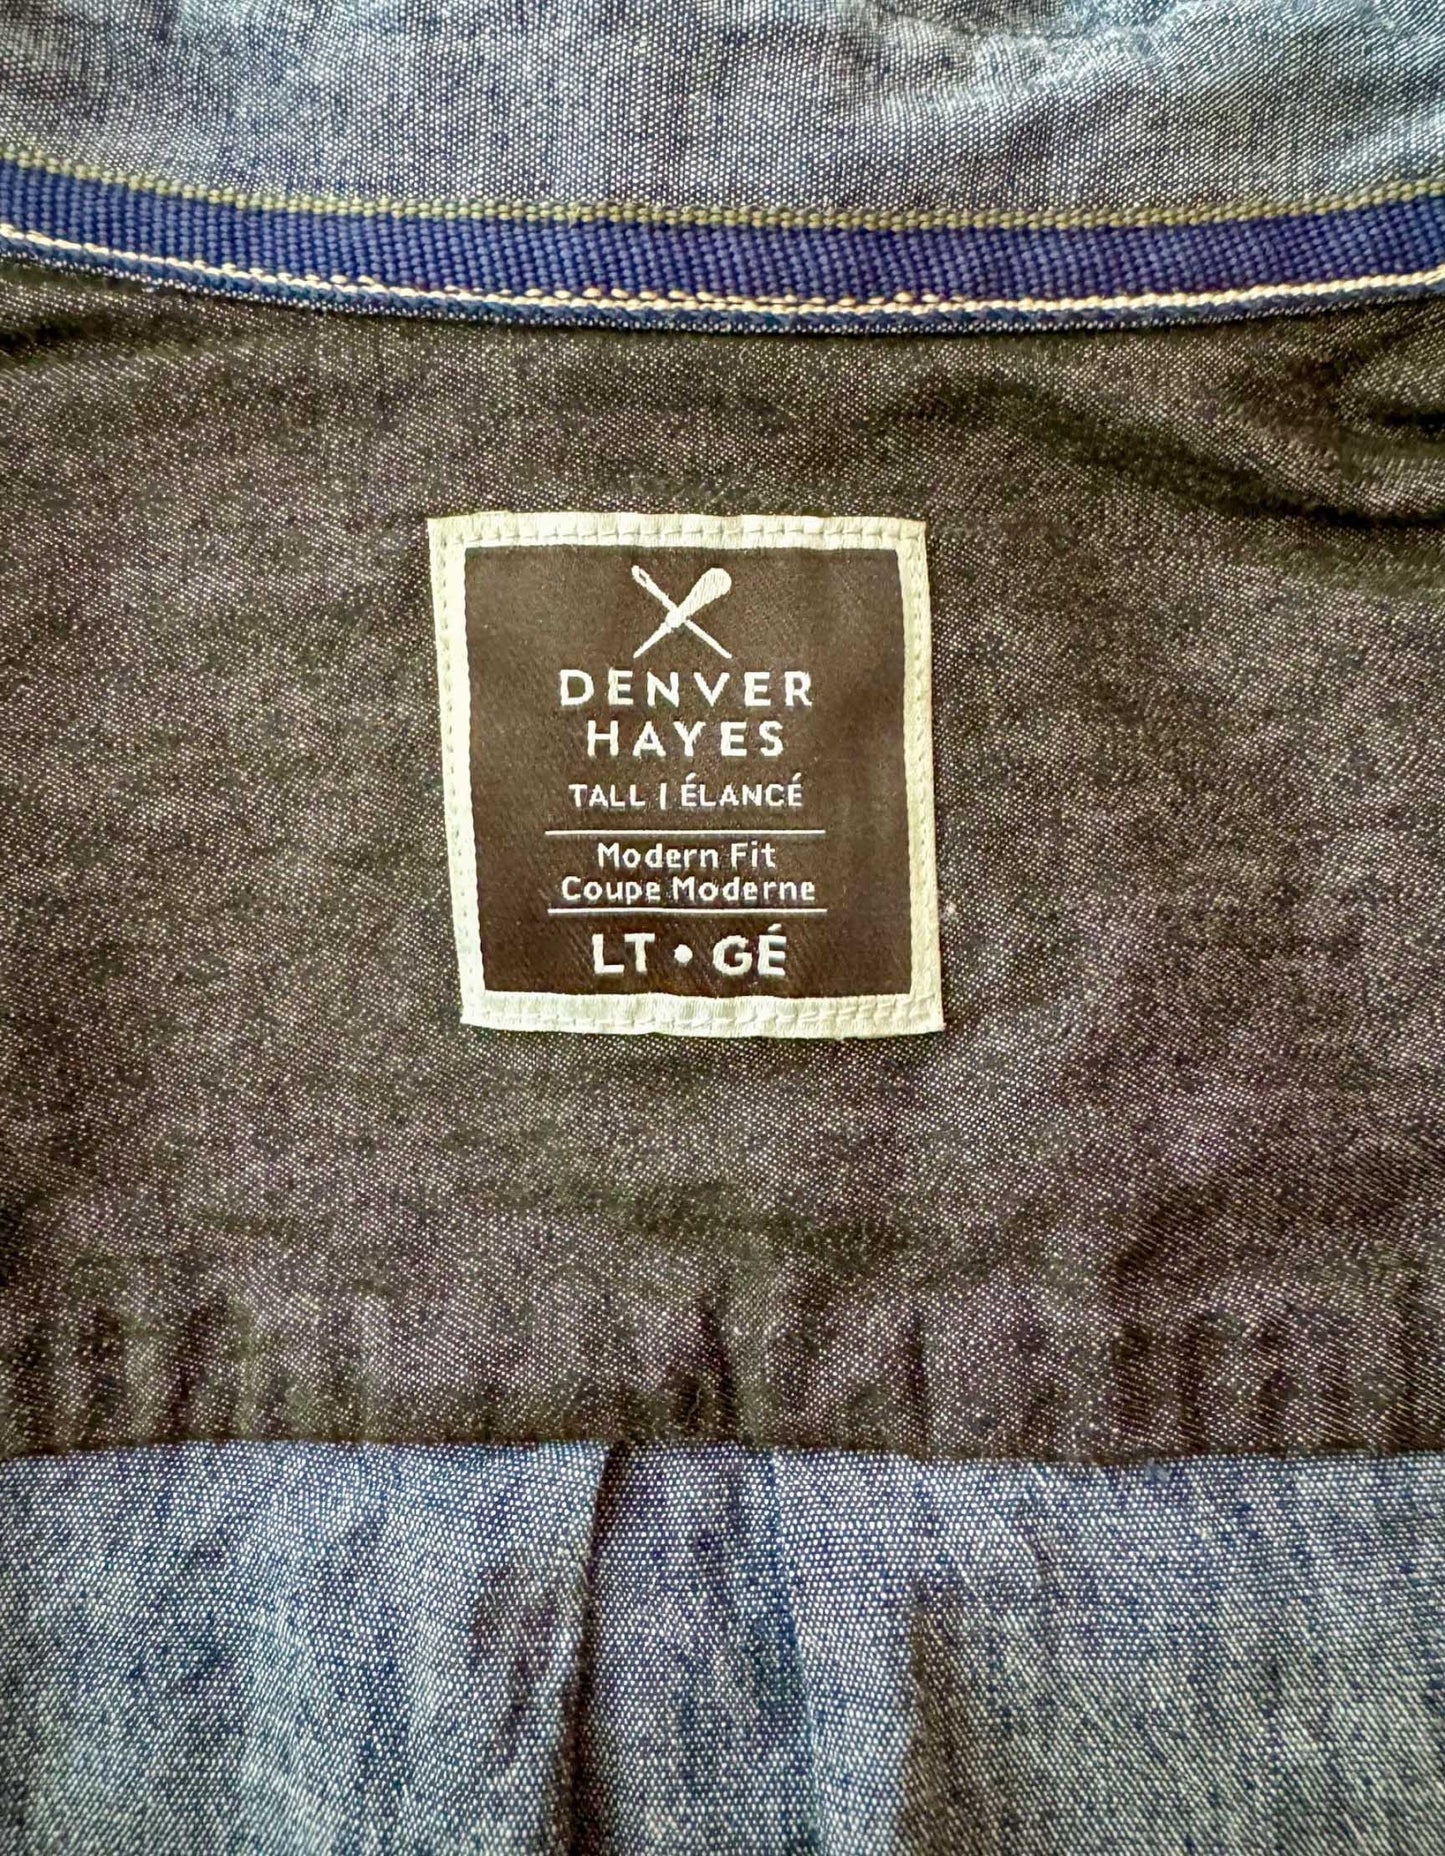 DENVER
HAYES
TALL | ÉLANCÉ
Modern Fit
Coupe Moderne
LT • GÉ